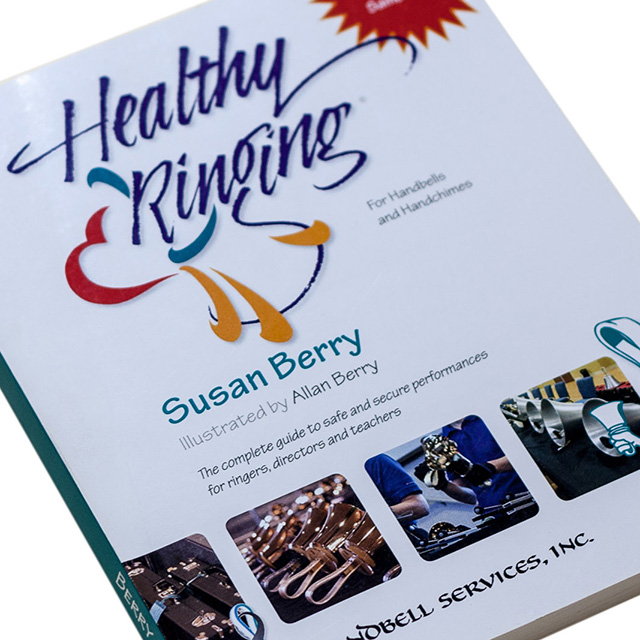 Healthy
Ringing
For Handbells
and Handchimes
Susan Berry
Illustrated by Allan Berry
The complete guide to safe and secure performances
for ringers, directors and teachers
NDBELL SERVICES, INC.
BERRY